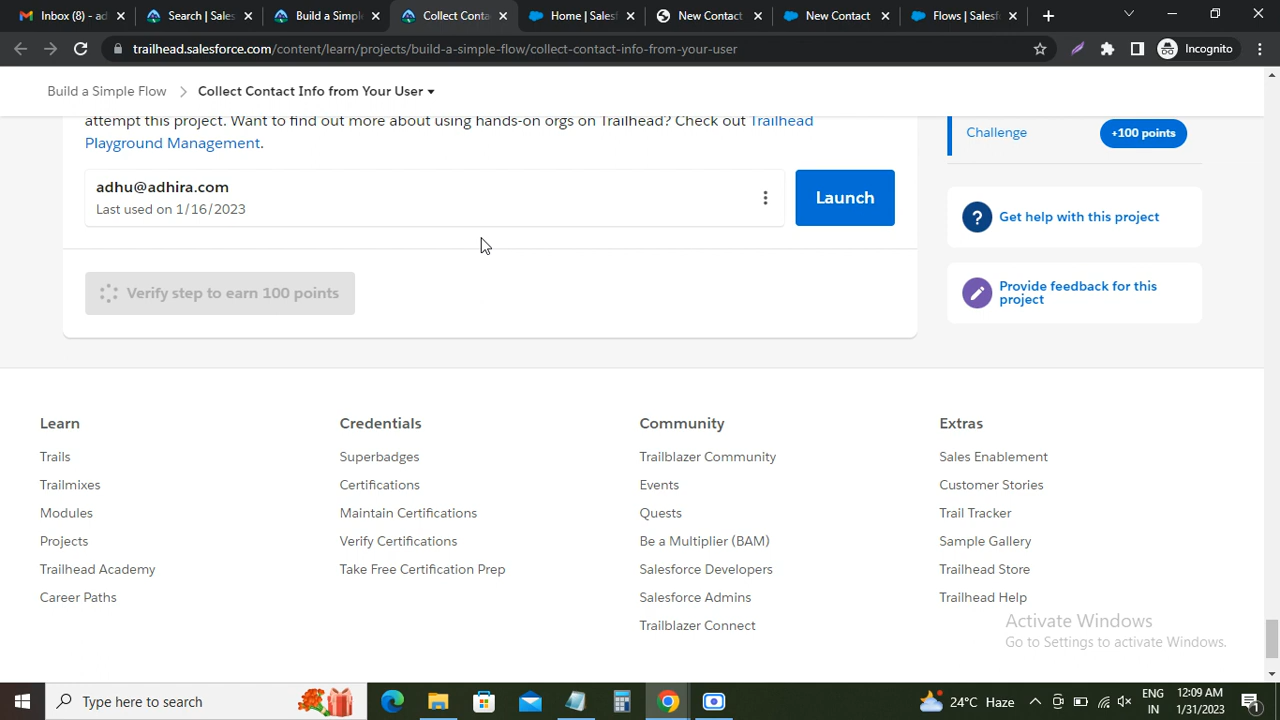 Inbox (8) - ad
Search | Sales
Build a Simple
Collect Conta
Home | Salesf
New Contact
New Contact
Flows | Salesf
trailhead.salesforce.com/content/learn/projects/build-a-simple-flow/collect-contact-info-from-your-user
Incognito
Build a Simple Flow
Collect Contact Info from Your User
attempt this project. Want to find out more about using hands-on orgs on Trailhead? Check out Trailhead
Playground Management.
adhu@adhira.com
Last used on 1/16/2023
Launch
Verify step to earn 100 points
Challenge
+100 points
Get help with this project
Provide feedback for this
project
Learn
Trails
Trailmixes
Modules
Projects
Trailhead Academy
Career Paths
Credentials
Superbadges
Certifications
Maintain Certifications
Verify Certifications
Take Free Certification Prep
Community
Trailblazer Community
Events
Quests
Be a Multiplier (BAM)
Salesforce Developers
Salesforce Admins
Trailblazer Connect
Extras
Sales Enablement
Customer Stories
Trail Tracker
Sample Gallery
Trailhead Store
Trailhead Help
Activate Windows
Go to Settings to activate Windows.
Type here to search
24°C Haze
ENG
IN
12:09 AM
1/31/2023
1